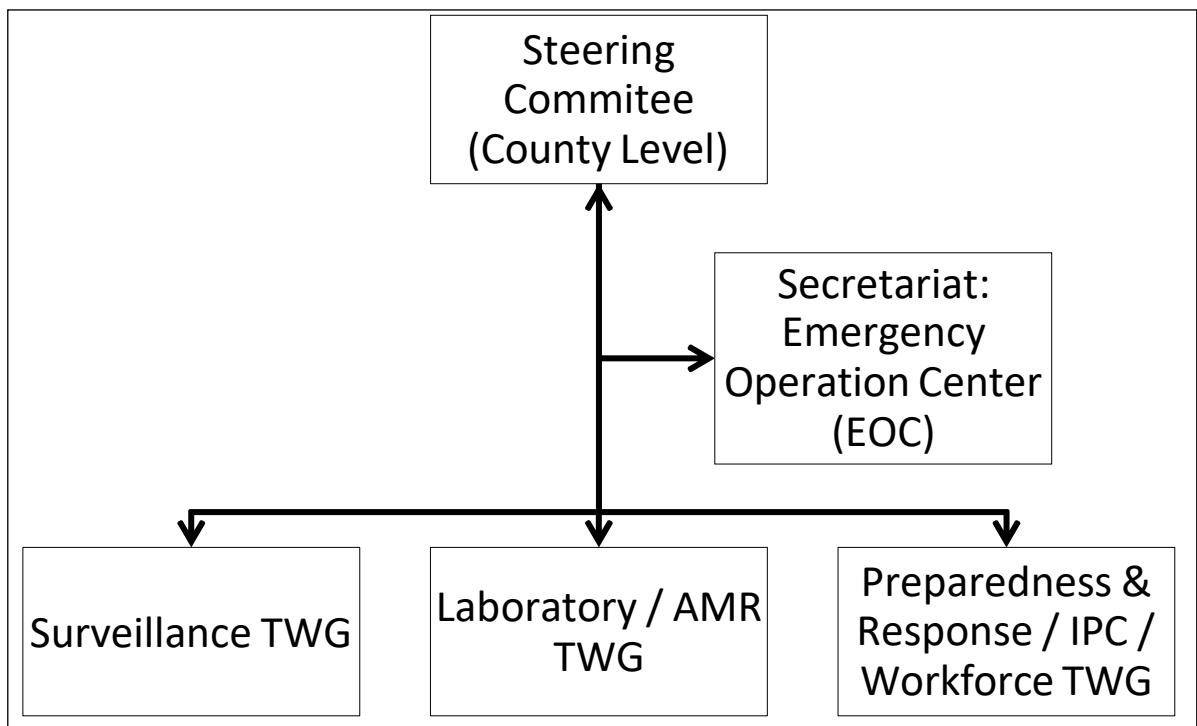 Steering
Commitee
(County Level)
Secretariat:
Emergency
Operation Center
(EOC)
Surveillance TWG
Laboratory / AMR
TWG
Preparedness &
Response / IPC /
Workforce TWG